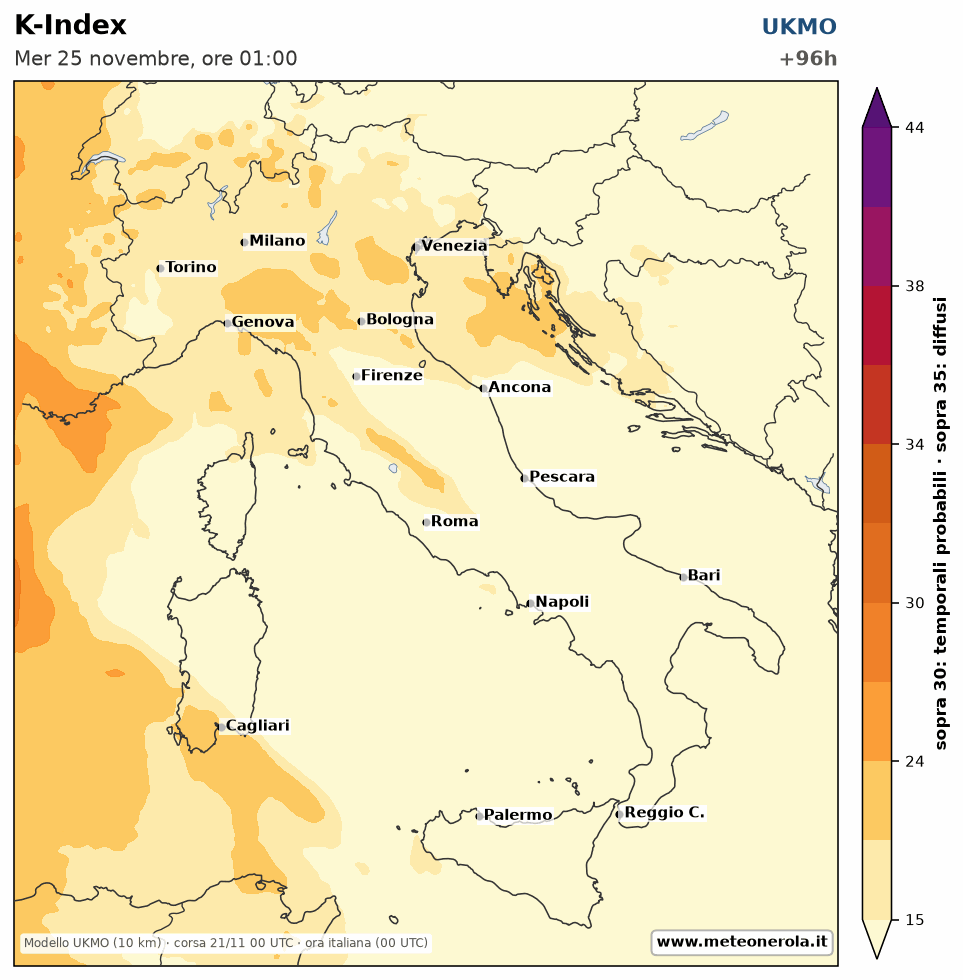 K-Index
UKMO
Mer 25 novembre, ore 01:00
+96h
44
Milano
Venezia
Torino
38
Genova
Bologna
Firenze
Ancona
34
Pescara
Roma
Bari
Napoli
30
Cagliari
24
Palermo
Reggio C.
15
sopra 30: temporali probabili · sopra 35: diffusi
Modello UKMO (10 km) · corsa 21/11 00 UTC · ora italiana (00 UTC)
www.meteonerola.it